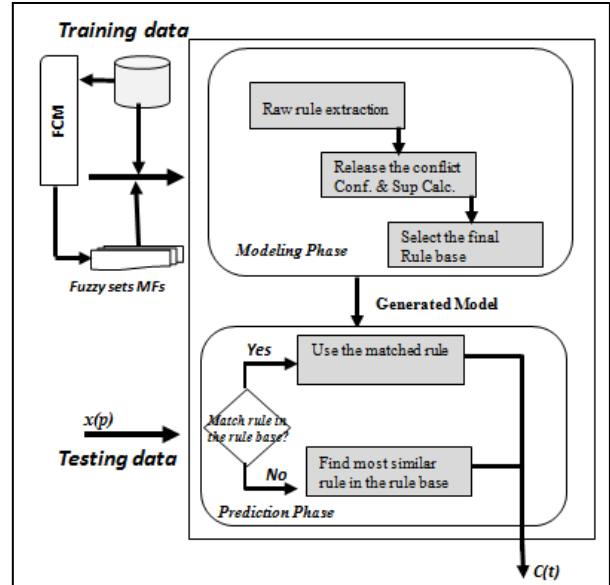 Training data
FCM
Fuzzy sets MFs
Raw rule extraction
Release the conflict
Conf. & Sup Calc.
Select the final
Rule base
Modeling Phase
Generated Model
Yes
Use the matched rule
x(p)
Match rule in
the rule base?
Testing data
No
Find most similar
rule in the rule base
Prediction Phase
C(t)